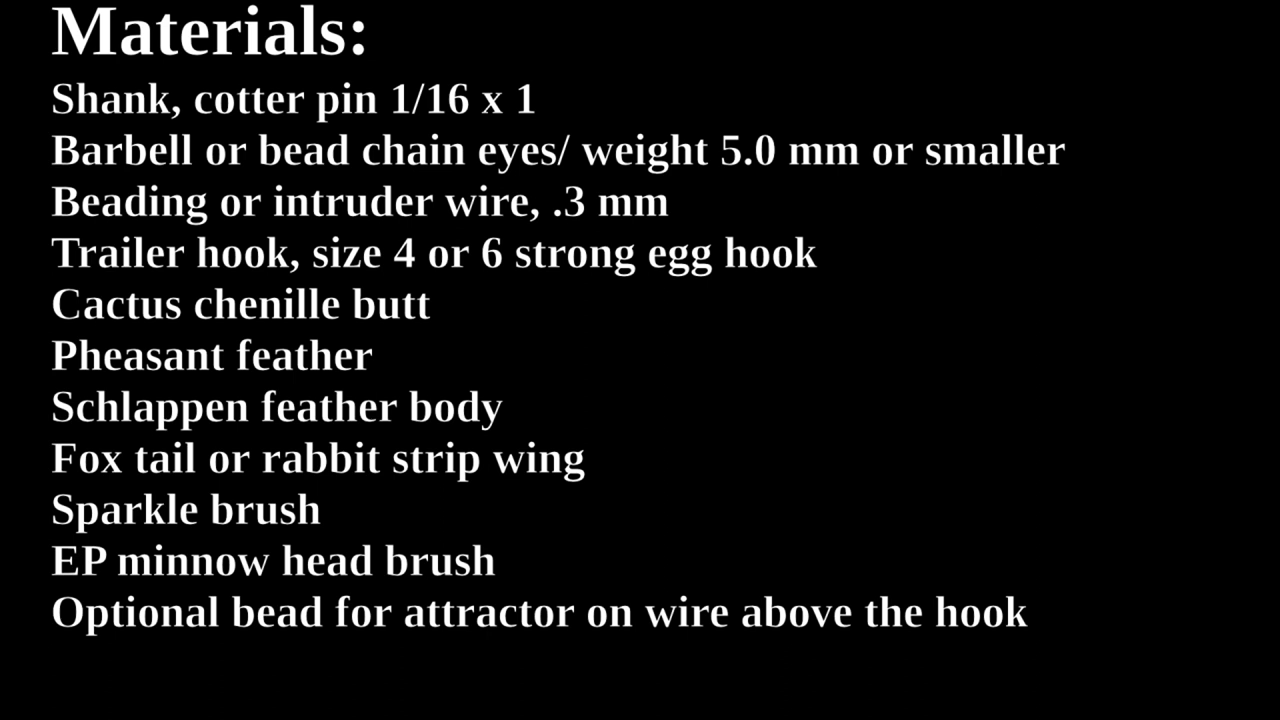 Materials:
Shank, cotter pin 1/16 x 1
Barbell or bead chain eyes/ weight 5.0 mm or smaller
Beading or intruder wire, .3 mm
Trailer hook, size 4 or 6 strong egg hook
Cactus chenille butt
Pheasant feather
Schlappen feather body
Fox tail or rabbit strip wing
Sparkle brush
EP minnow head brush
Optional bead for attractor on wire above the hook